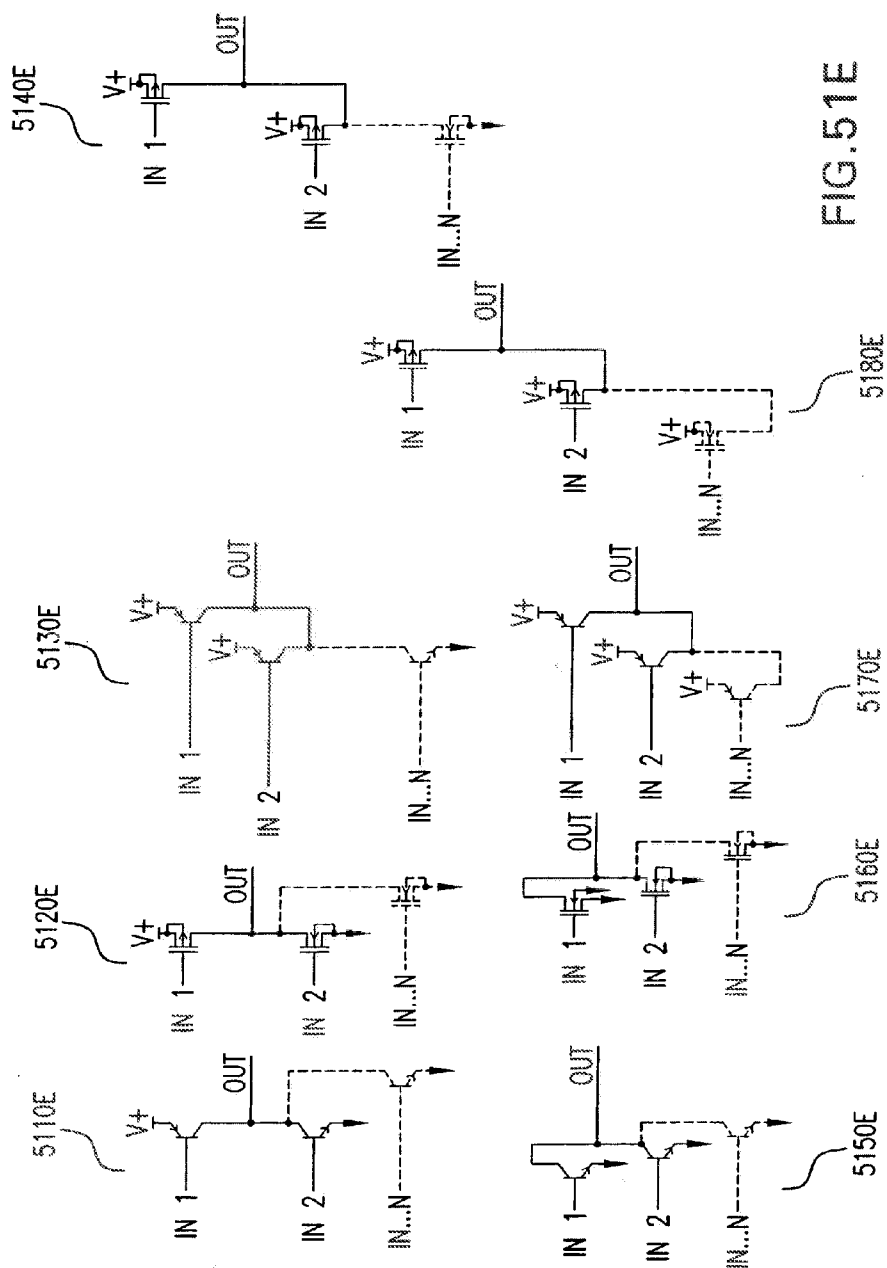 5110E
V+
IN 1
OUT
IN 2
IN...N
5120E
V+
IN 1
OUT
IN 2
IN...N
5130E
V+
IN 1
OUT
V+
IN 2
IN...N
5140E
V+
IN 1
OUT
V+
IN 2
IN...N
IN 1
OUT
IN 2
IN...N
5150E
IN 1
OUT
IN 2
IN...N
5160E
V+
IN 1
OUT
V+
IN 2
V+
IN...N
5170E
V+
IN 1
OUT
V+
IN 2
V+
IN...N
5180E
FIG.51E